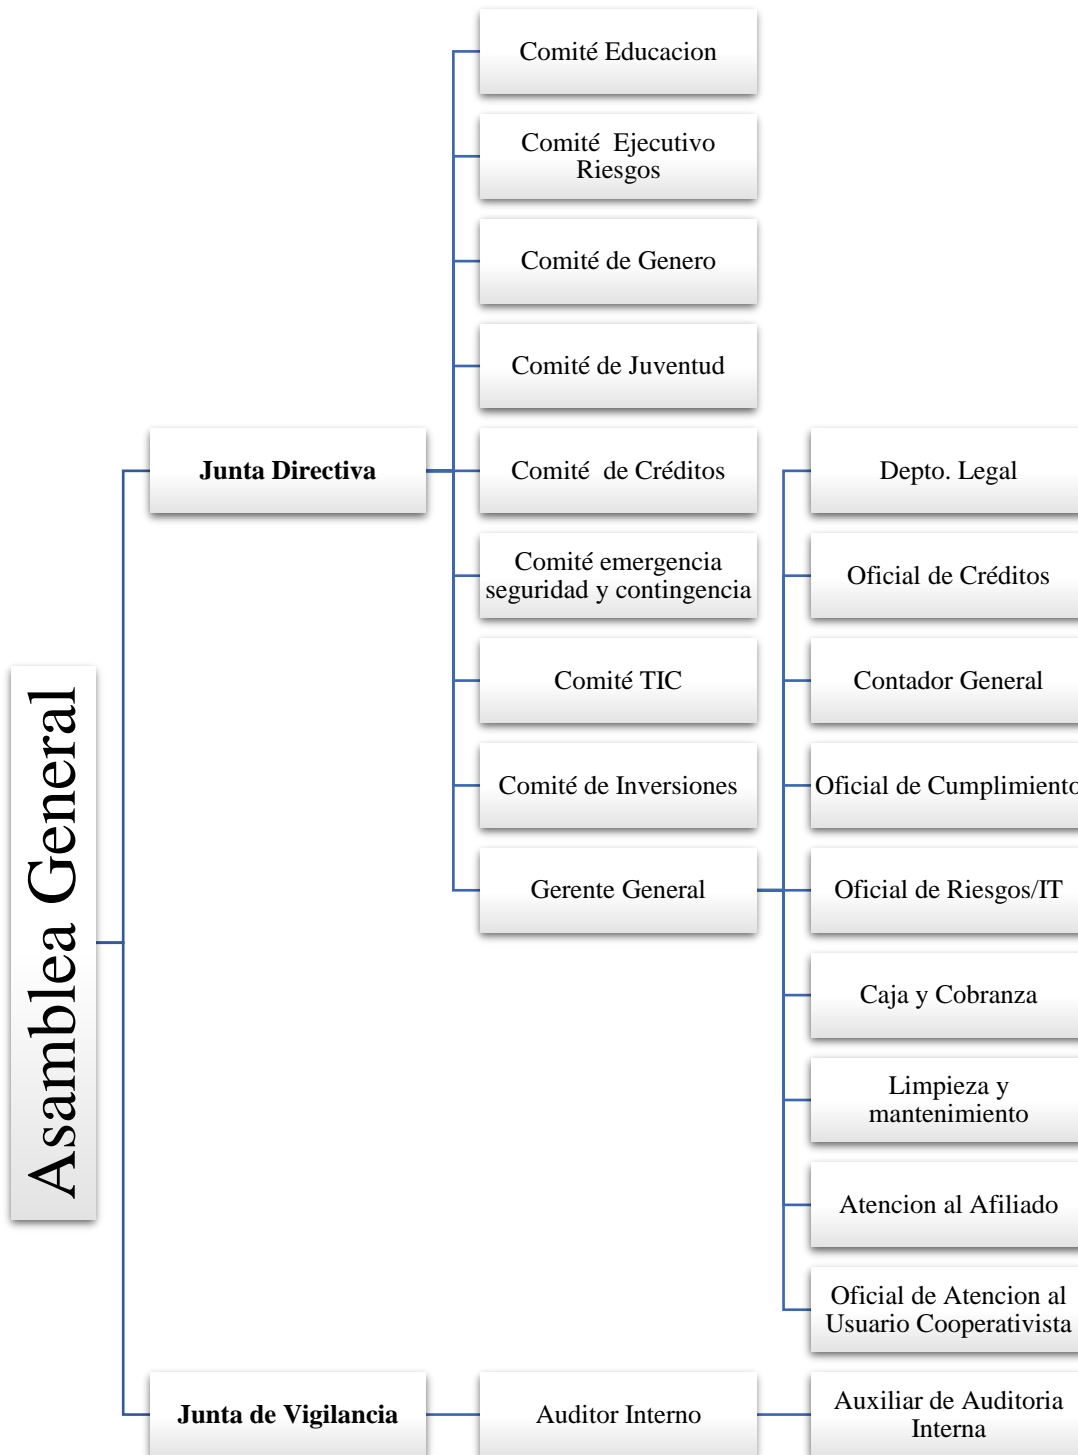 Asamblea General
Junta Directiva
Comité Educacion
Comité Ejecutivo
Riesgos
Comité de Genero
Comité de Juventud
Comité de Créditos
Comité emergencia
seguridad y contingencia
Comité TIC
Comité de Inversiones
Gerente General
Depto. Legal
Oficial de Créditos
Contador General
Oficial de Cumplimiento
Oficial de Riesgos/IT
Caja y Cobranza
Limpieza y
mantenimiento
Atencion al Afiliado
Oficial de Atencion al
Usuario Cooperativista
Junta de Vigilancia
Auditor Interno
Auxiliar de Auditoria
Interna